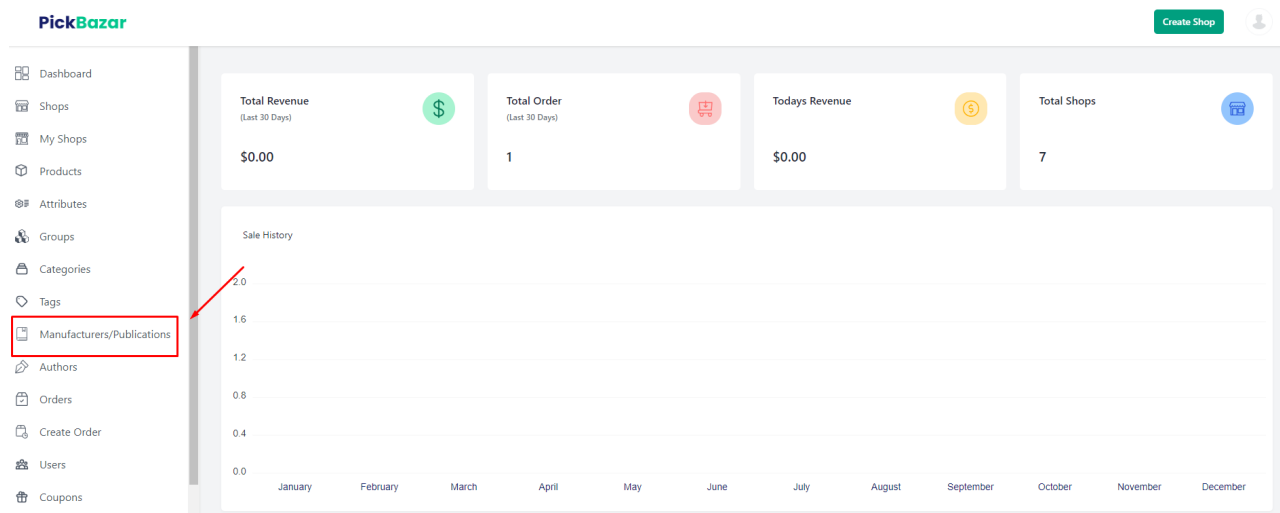 PickBazar
Create Shop
Dashboard
Shops
My Shops
Products
Attributes
Groups
Categories
Tags
Manufacturers/Publications
Authors
Orders
Create Order
Users
Coupons
Total Revenue
(Last 30 Days)
$0.00
Total Order
(Last 30 Days)
1
Todays Revenue
$0.00
Total Shops
7
Sale History
2.0
1.6
1.2
0.8
0.4
0.0
January February March April May June July August September October November December